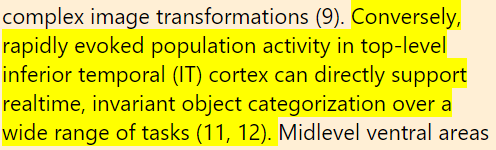 complex image transformations (9). Conversely,
rapidly evoked population activity in top-level
inferior temporal (IT) cortex can directly support
realtime, invariant object categorization over a
wide range of tasks (11, 12). Midlevel ventral areas